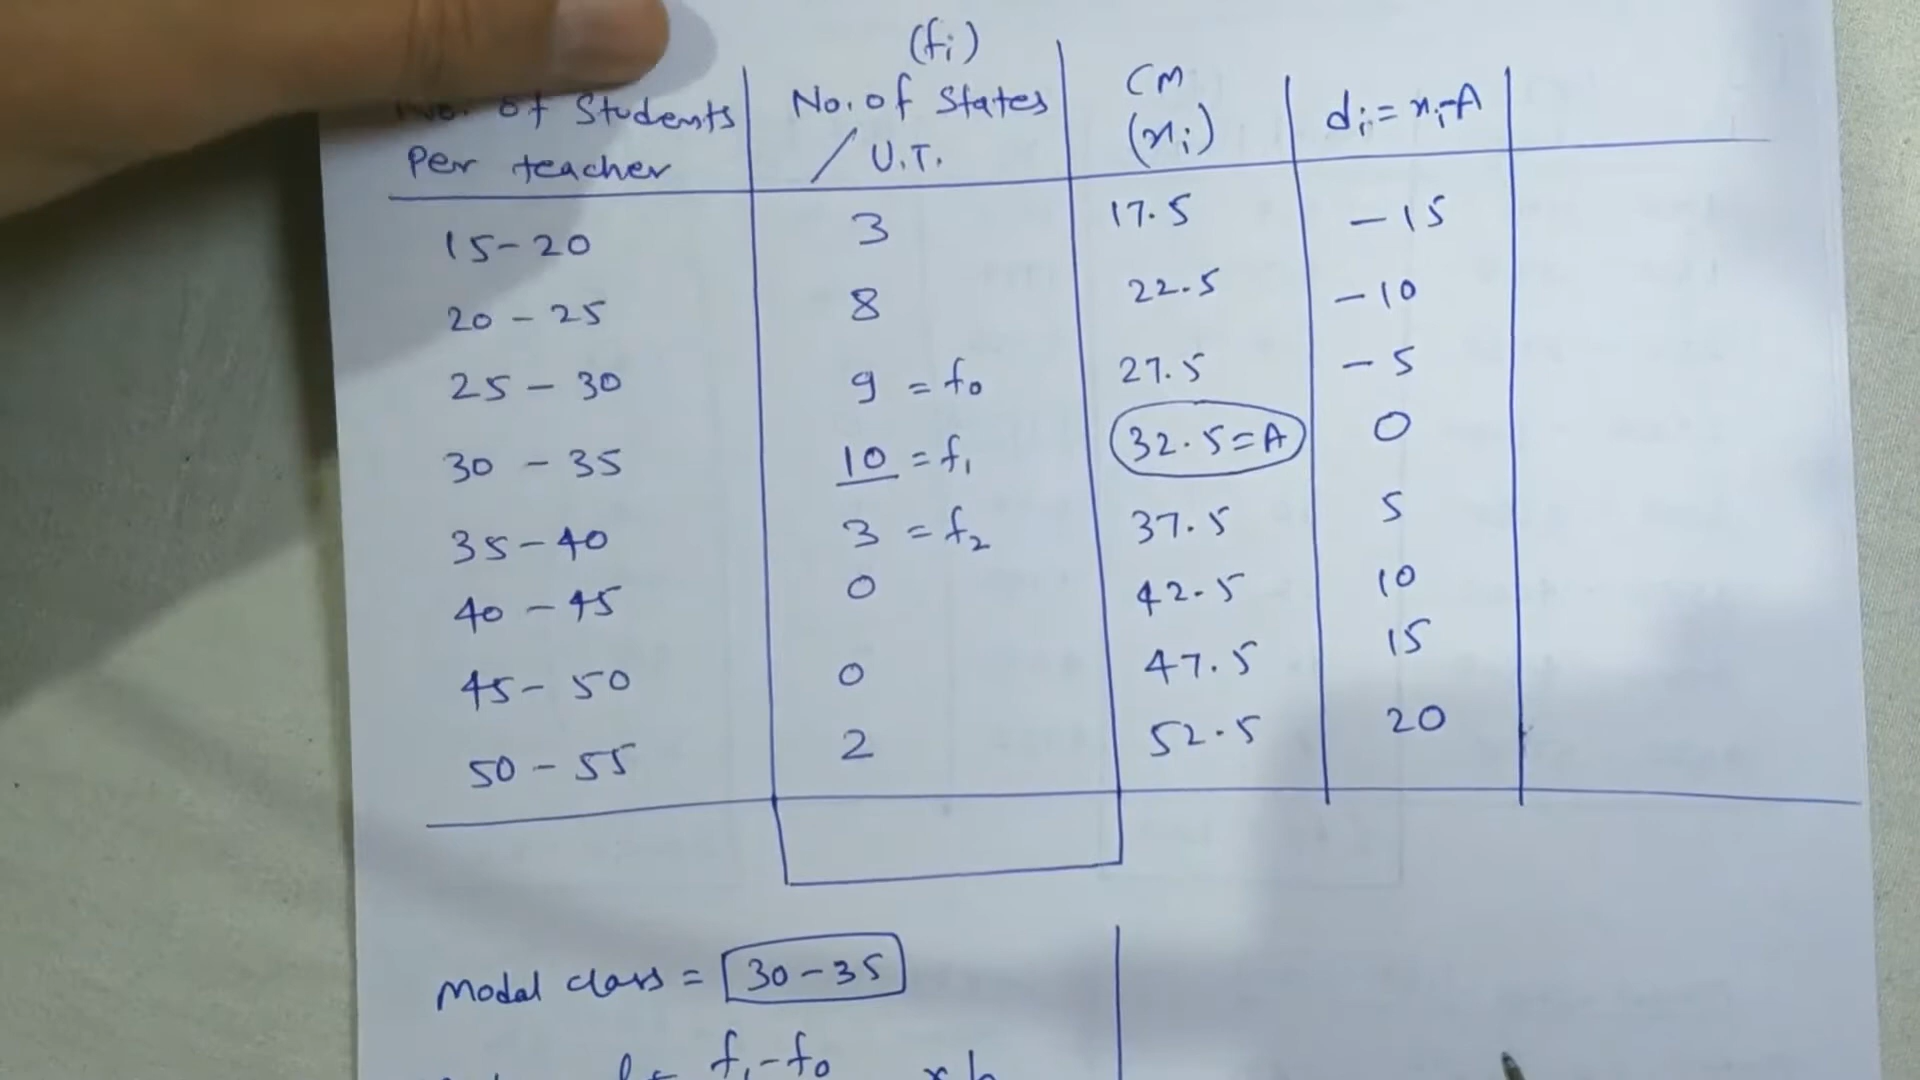 (fi)
No. of Students
Per teacher
No. of States
/ U.T.
CM
(xi)
di = xi-A
15-20 3 17.5 -15
20 - 25 8 22.5 -10
25 - 30 9 = f0 27.5 - 5
30 - 35 10 = f1 32.5=A 0
35-40 3 = f2 37.5 5
40 - 45 0 42.5 10
45- 50 0 47.5 15
50 - 55 2 52.5 20
Modal class = 30-35
f1-f0